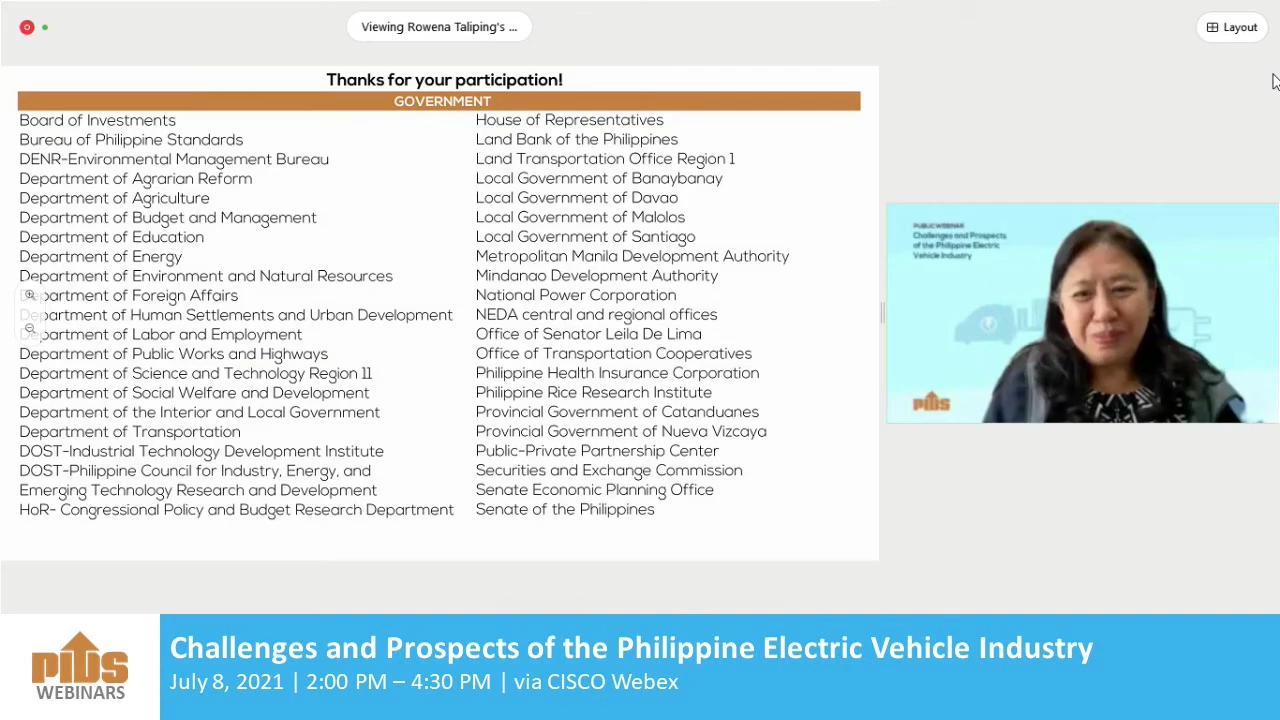 Viewing Rowena Taliping's ...
Layout
Thanks for your participation!
GOVERNMENT
Board of Investments
Bureau of Philippine Standards
DENR-Environmental Management Bureau
Department of Agrarian Reform
Department of Agriculture
Department of Budget and Management
Department of Education
Department of Energy
Department of Environment and Natural Resources
Department of Foreign Affairs
Department of Human Settlements and Urban Development
Department of Labor and Employment
Department of Public Works and Highways
Department of Science and Technology Region 11
Department of Social Welfare and Development
Department of the Interior and Local Government
Department of Transportation
DOST-Industrial Technology Development Institute
DOST-Philippine Council for Industry, Energy, and
Emerging Technology Research and Development
HoR- Congressional Policy and Budget Research Department
House of Representatives
Land Bank of the Philippines
Land Transportation Office Region 1
Local Government of Banaybanay
Local Government of Davao
Local Government of Malolos
Local Government of Santiago
Metropolitan Manila Development Authority
Mindanao Development Authority
National Power Corporation
NEDA central and regional offices
Office of Senator Leila De Lima
Office of Transportation Cooperatives
Philippine Health Insurance Corporation
Philippine Rice Research Institute
Provincial Government of Catanduanes
Provincial Government of Nueva Vizcaya
Public-Private Partnership Center
Securities and Exchange Commission
Senate Economic Planning Office
Senate of the Philippines
PUBLIC WEBINAR
Challenges and Prospects
of the Philippine Electric
Vehicle Industry
PIDS
PIDS
WEBINARS
Challenges and Prospects of the Philippine Electric Vehicle Industry
July 8, 2021 | 2:00 PM – 4:30 PM | via CISCO Webex